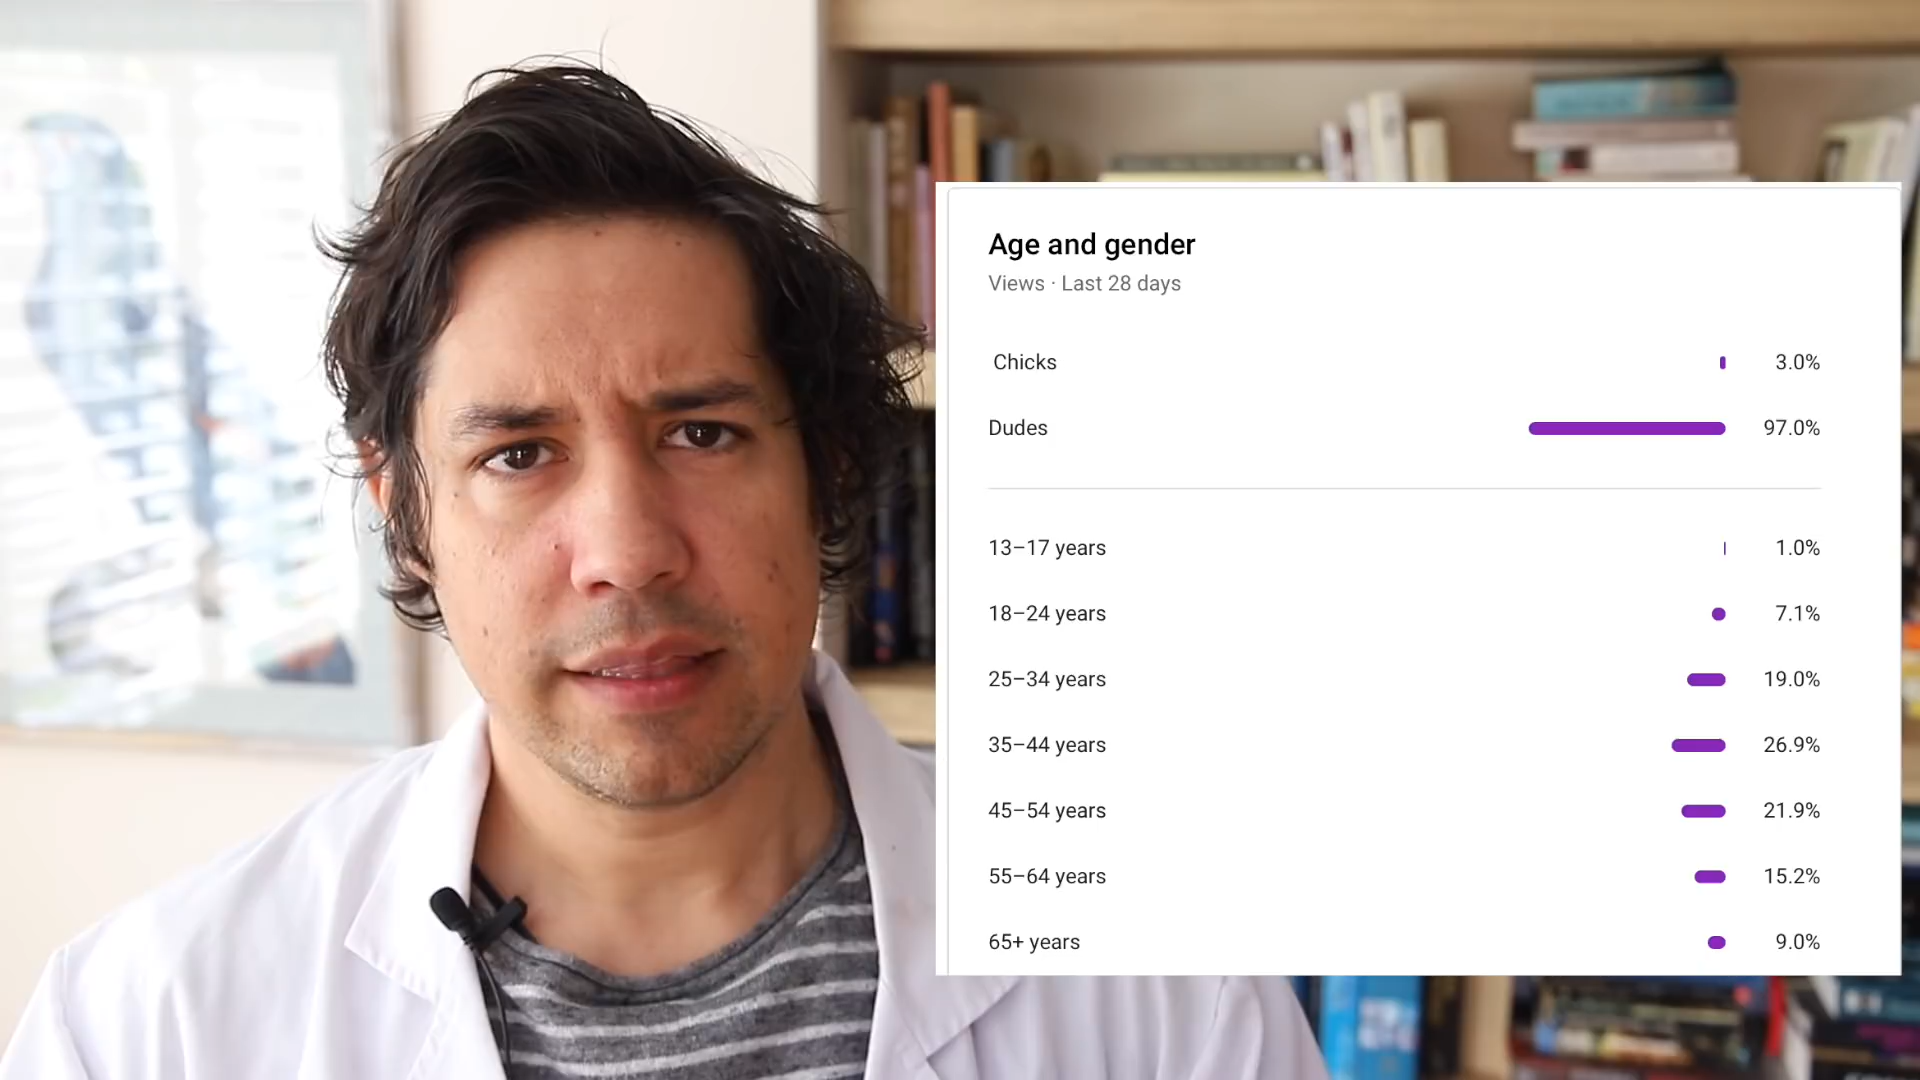 Age and gender
Views · Last 28 days
Chicks 3.0%
Dudes 97.0%
13–17 years 1.0%
18–24 years 7.1%
25–34 years 19.0%
35–44 years 26.9%
45–54 years 21.9%
55–64 years 15.2%
65+ years 9.0%